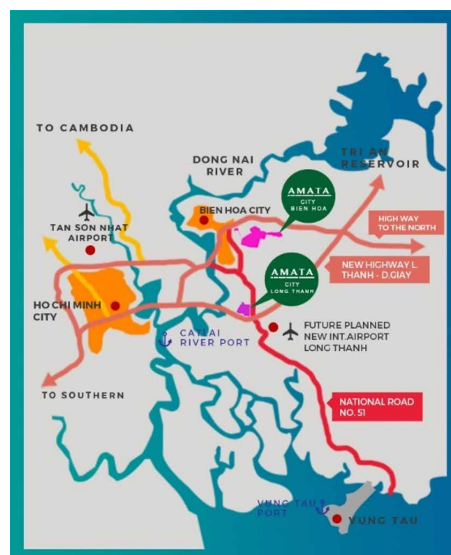 TO CAMBODIA
DONG NAI
RIVER
TRI AN
RESERVOIR
AMATA
CITY
BIEN HOA
BIEN HOA CITY
TAN SON NHAT
AIRPORT
HIGH WAY
TO THE NORTH
NEW HIGHWAY L.
THANH - D.GIAY
AMATA
CITY
LONG THANH
HO CHI MINH
CITY
CATLAI
RIVER PORT
FUTURE PLANNED
NEW INT.AIRPORT
LONG THANH
TO SOUTHERN
NATIONAL ROAD
NO. 51
VUNG TAU
PORT
VUNG TAU